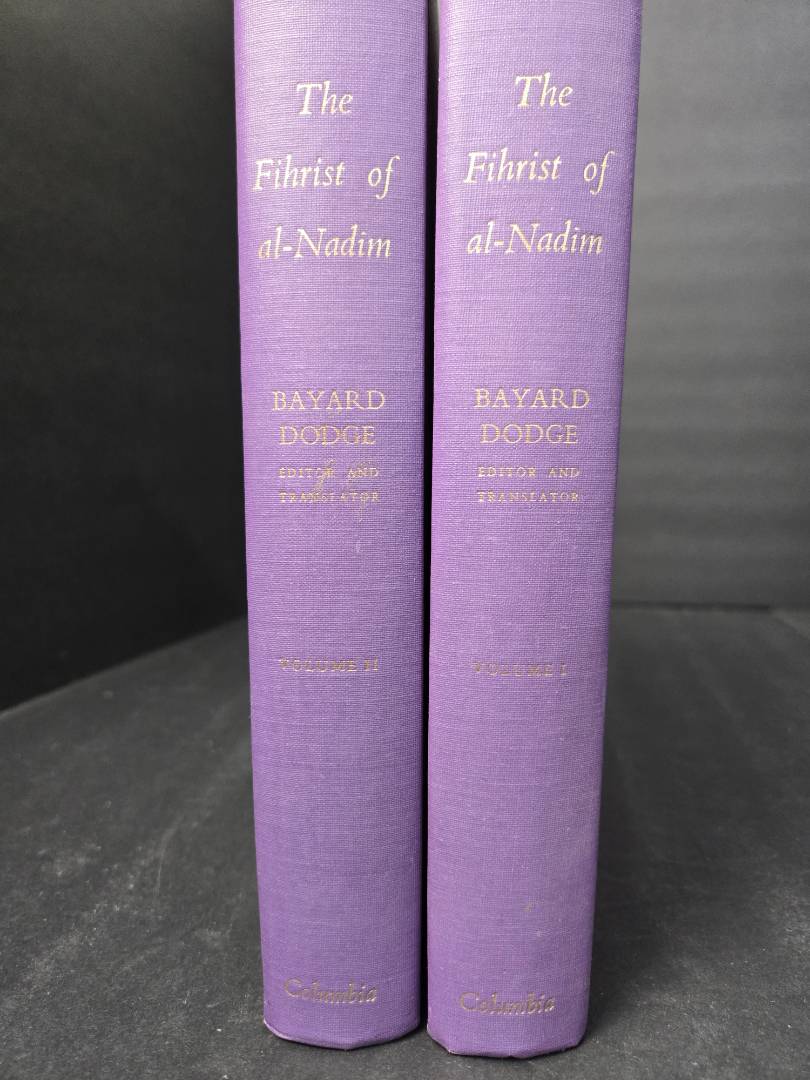 The
Fihrist of
al-Nadim
BAYARD
DODGE
EDITOR AND
TRANSLATOR
VOLUME II
Columbia
The
Fihrist of
al-Nadim
BAYARD
DODGE
EDITOR AND
TRANSLATOR
VOLUME I
Columbia